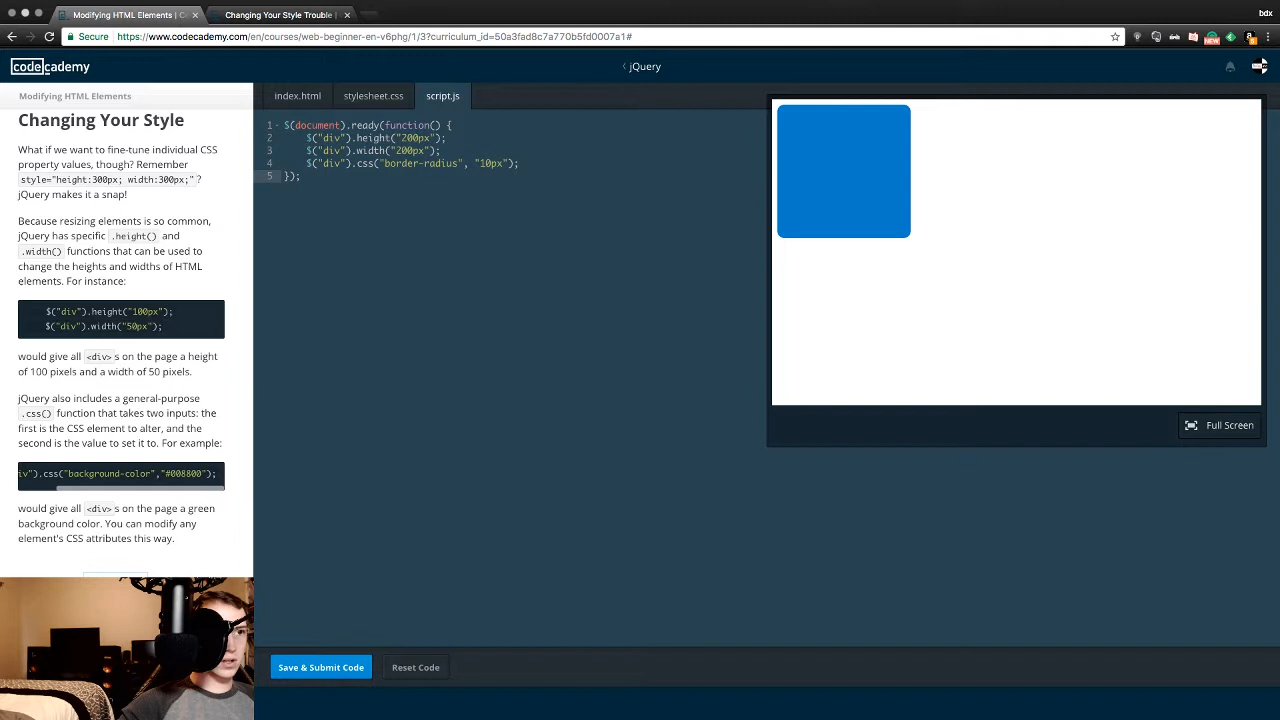 Modifying HTML Elements | C
Changing Your Style Trouble |
bdx
Secure
https://www.codecademy.com/en/courses/web-beginner-en-v6phg/1/3?curriculum_id=50a3fad8c7a770b5fd0007a1#
codecademy
jQuery
Modifying HTML Elements
index.html
stylesheet.css
script.js
Changing Your Style
What if we want to fine-tune individual CSS
property values, though? Remember
style="height:300px; width:300px;" ?
jQuery makes it a snap!
Because resizing elements is so common,
jQuery has specific .height() and
.width() functions that can be used to
change the heights and widths of HTML
elements. For instance:
$("div").height("100px");
$("div").width("50px");
would give all <div>s on the page a height
of 100 pixels and a width of 50 pixels.
jQuery also includes a general-purpose
.css() function that takes two inputs: the
first is the CSS element to alter, and the
second is the value to set it to. For example:
iv").css("background-color","#008800");
would give all <div>s on the page a green
background color. You can modify any
element's CSS attributes this way.
1 $(document).ready(function() {
2 $("div").height("200px");
3 $("div").width("200px");
4 $("div").css("border-radius", "10px");
5 });
Full Screen
Save & Submit Code
Reset Code